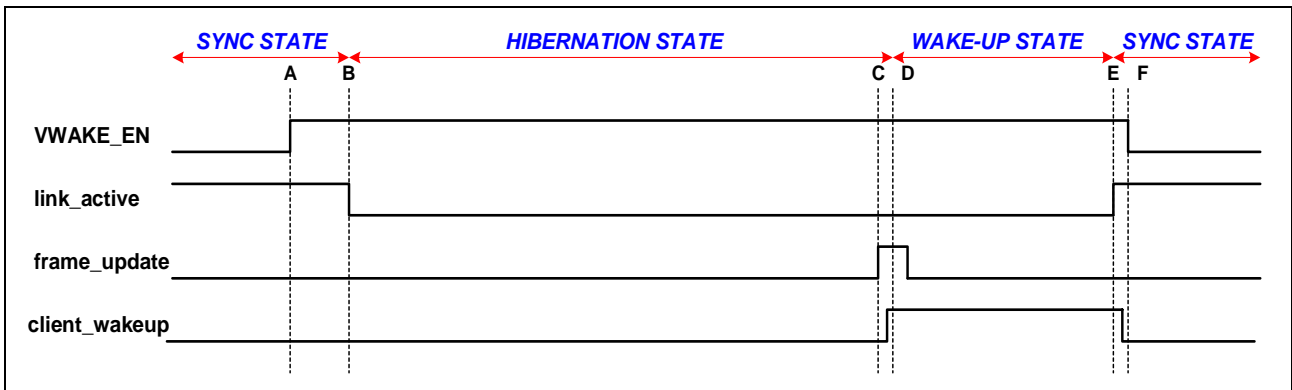 SYNC STATE HIBERNATION STATE WAKE-UP STATE SYNC STATE
A B C D E F
VWAKE_EN
link_active
frame_update
client_wakeup